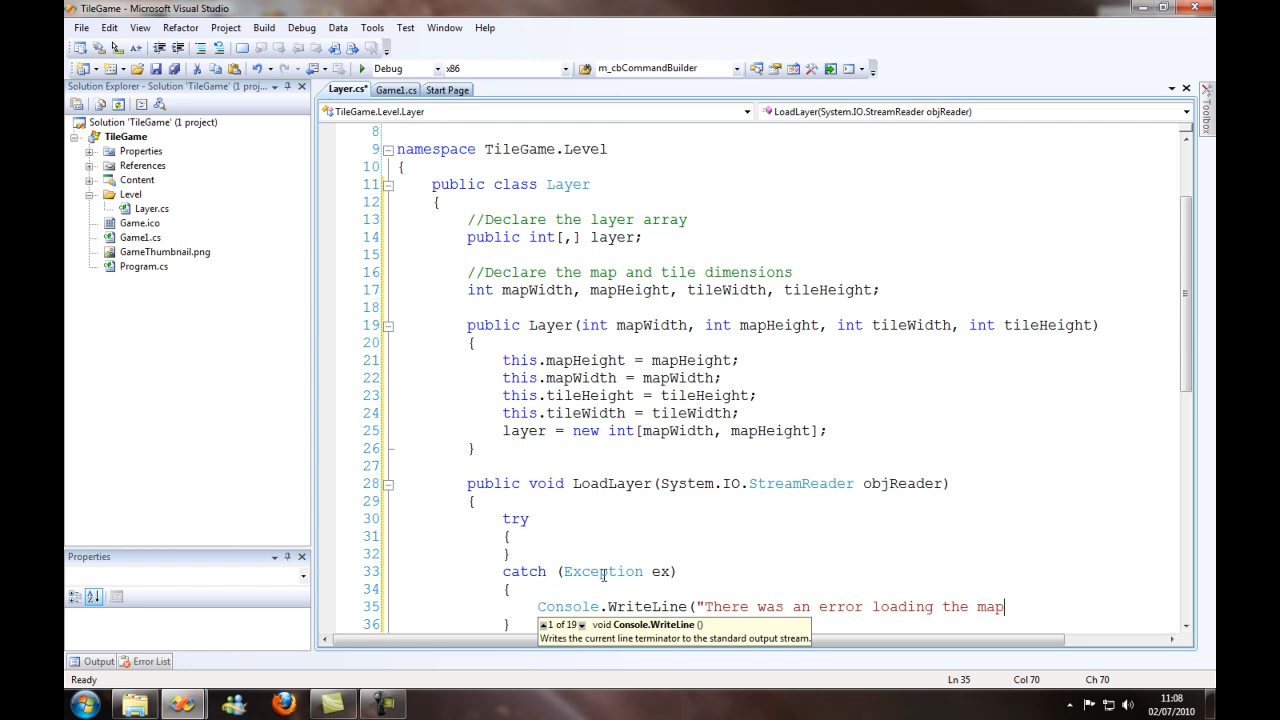 TileGame - Microsoft Visual Studio
File Edit View Refactor Project Build Debug Data Tools Test Window Help
Debug x86 m_cbCommandBuilder
Solution Explorer - Solution 'TileGame' (1 proj...
Layer.cs* Game1.cs Start Page
TileGame.Level.Layer LoadLayer(System.IO.StreamReader objReader)
Solution 'TileGame' (1 project)
TileGame
Properties
References
Content
Level
Layer.cs
Game.ico
Game1.cs
GameThumbnail.png
Program.cs
Toolbox
8
9 namespace TileGame.Level
10 {
11 public class Layer
12 {
13 //Declare the layer array
14 public int[,] layer;
15
16 //Declare the map and tile dimensions
17 int mapWidth, mapHeight, tileWidth, tileHeight;
18
19 public Layer(int mapWidth, int mapHeight, int tileWidth, int tileHeight)
20 {
21 this.mapHeight = mapHeight;
22 this.mapWidth = mapWidth;
23 this.tileHeight = tileHeight;
24 this.tileWidth = tileWidth;
25 layer = new int[mapWidth, mapHeight];
26 }
27
28 public void LoadLayer(System.IO.StreamReader objReader)
29 {
30 try
31 {
32 }
33 catch (Exception ex)
34 {
35 Console.WriteLine("There was an error loading the map
36 }
1 of 19 void Console.WriteLine ()
Writes the current line terminator to the standard output stream.
Properties
Output Error List
Ready Ln 35 Col 70 Ch 70
11:08
02/07/2010